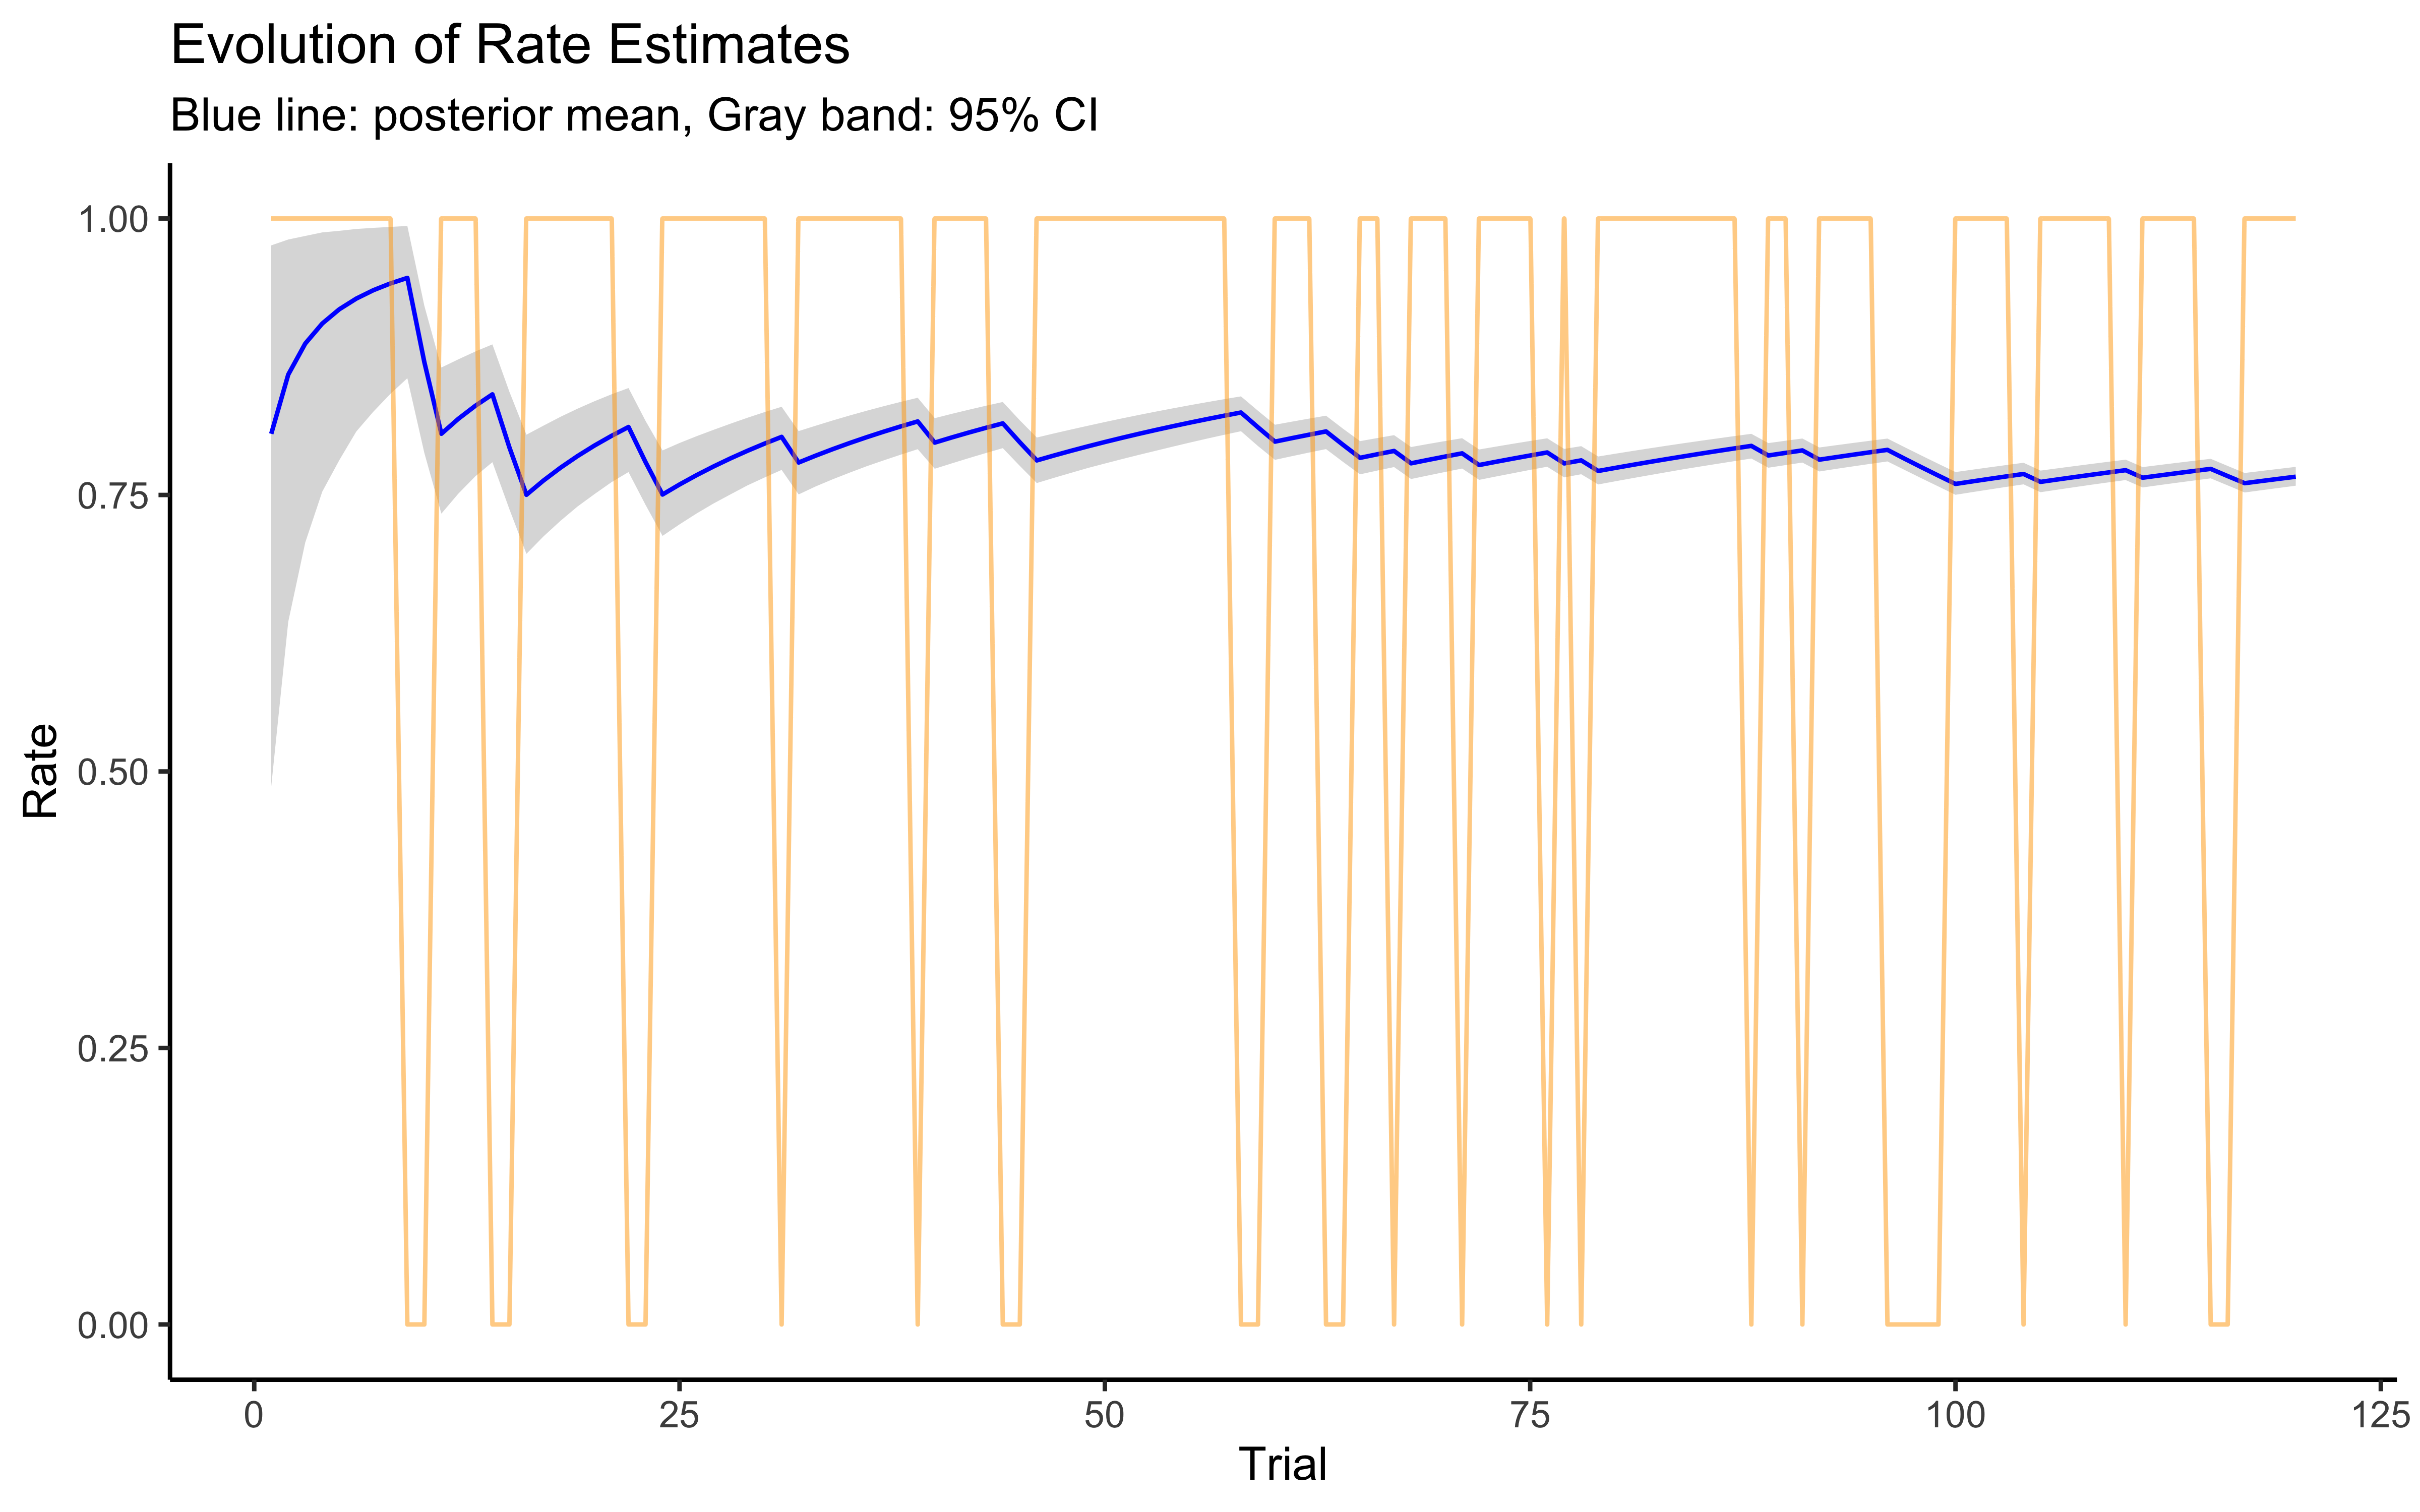 Evolution of Rate Estimates
Blue line: posterior mean, Gray band: 95% CI
Rate
1.00
0.75
0.50
0.25
0.00
0
25
50
75
100
125
Trial